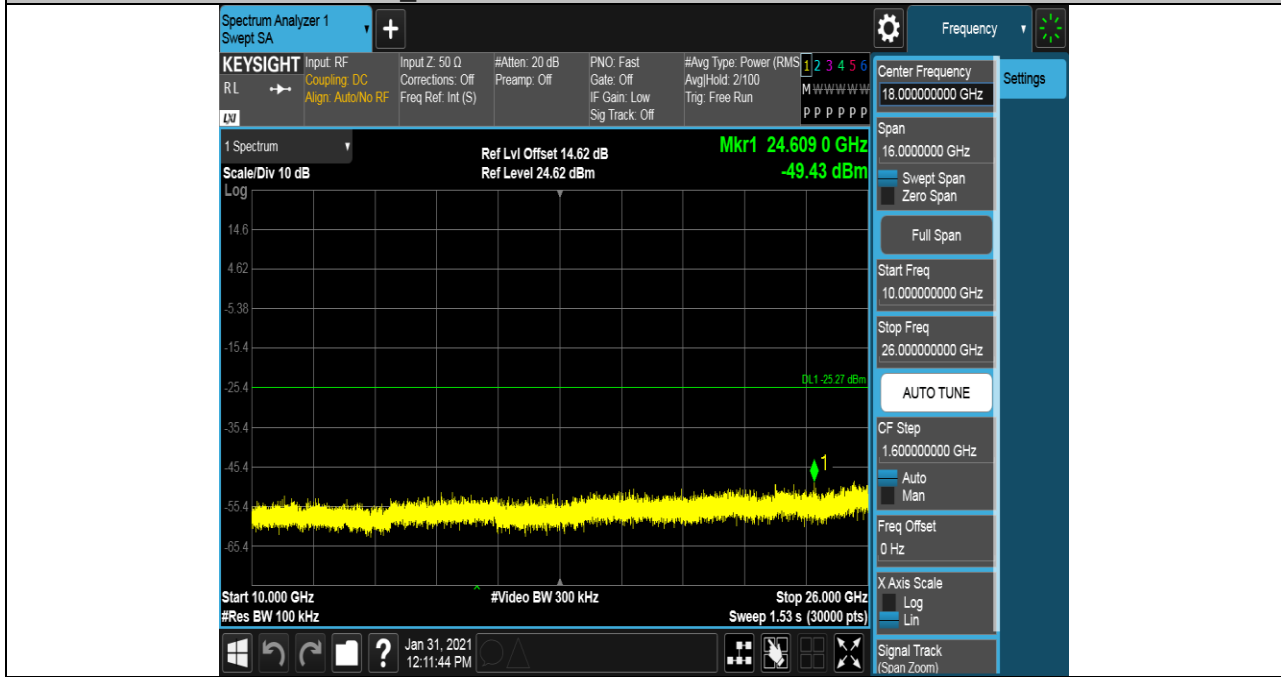 Spectrum Analyzer 1
Swept SA
+
Frequency
KEYSIGHT
RL
LXI
Input: RF
Coupling: DC
Align: Auto/No RF
Input Z: 50 Ω
Corrections: Off
Freq Ref: Int (S)
#Atten: 20 dB
Preamp: Off
PNO: Fast
Gate: Off
IF Gain: Low
Sig Track: Off
#Avg Type: Power (RMS
Avg|Hold: 2/100
Trig: Free Run
1 2 3 4 5 6
M W W W W W
P P P P P P
1 Spectrum
Scale/Div 10 dB
Log
Ref Lvl Offset 14.62 dB
Ref Level 24.62 dBm
Mkr1 24.609 0 GHz
-49.43 dBm
14.6
4.62
-5.38
-15.4
-25.4
DL1 -25.27 dBm
-35.4
-45.4
1
-55.4
-65.4
Start 10.000 GHz
#Res BW 100 kHz
#Video BW 300 kHz
Stop 26.000 GHz
Sweep 1.53 s (30000 pts)
Center Frequency
18.000000000 GHz
Settings
Span
16.0000000 GHz
Swept Span
Zero Span
Full Span
Start Freq
10.000000000 GHz
Stop Freq
26.000000000 GHz
AUTO TUNE
CF Step
1.600000000 GHz
Auto
Man
Freq Offset
0 Hz
X Axis Scale
Log
Lin
Signal Track
(Span Zoom)
?
Jan 31, 2021
12:11:44 PM